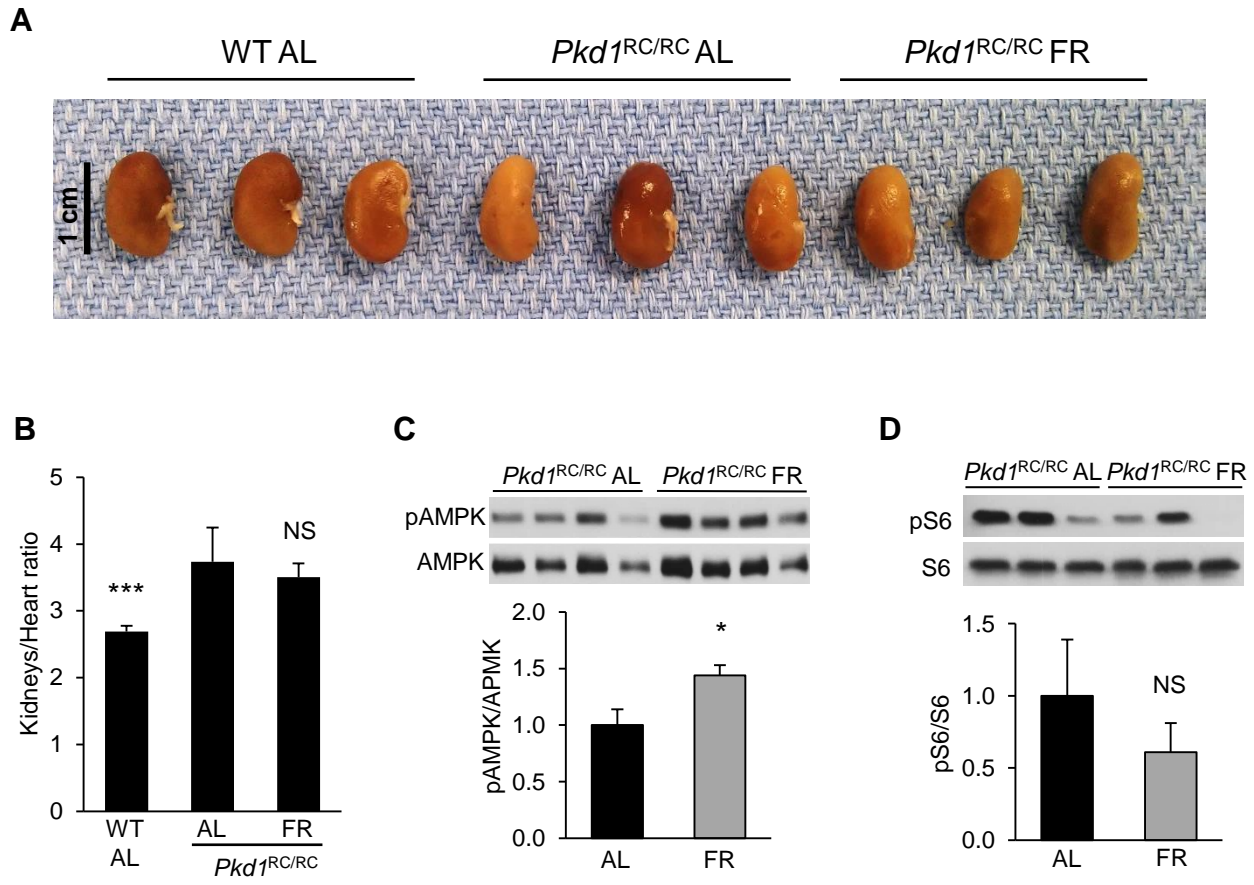 A
WT AL
Pkd1RC/RC AL
Pkd1RC/RC FR
1 cm
B
Kidneys/Heart ratio
5
4
3
2
1
0
***
NS
WT
AL
AL
FR
Pkd1RC/RC
C
Pkd1RC/RC AL
Pkd1RC/RC FR
pAMPK
AMPK
pAMPK/APMK
2.0
1.5
1.0
0.5
0.0
*
AL
FR
D
Pkd1RC/RC AL
Pkd1RC/RC FR
pS6
S6
pS6/S6
1.5
1.0
0.5
0.0
NS
AL
FR